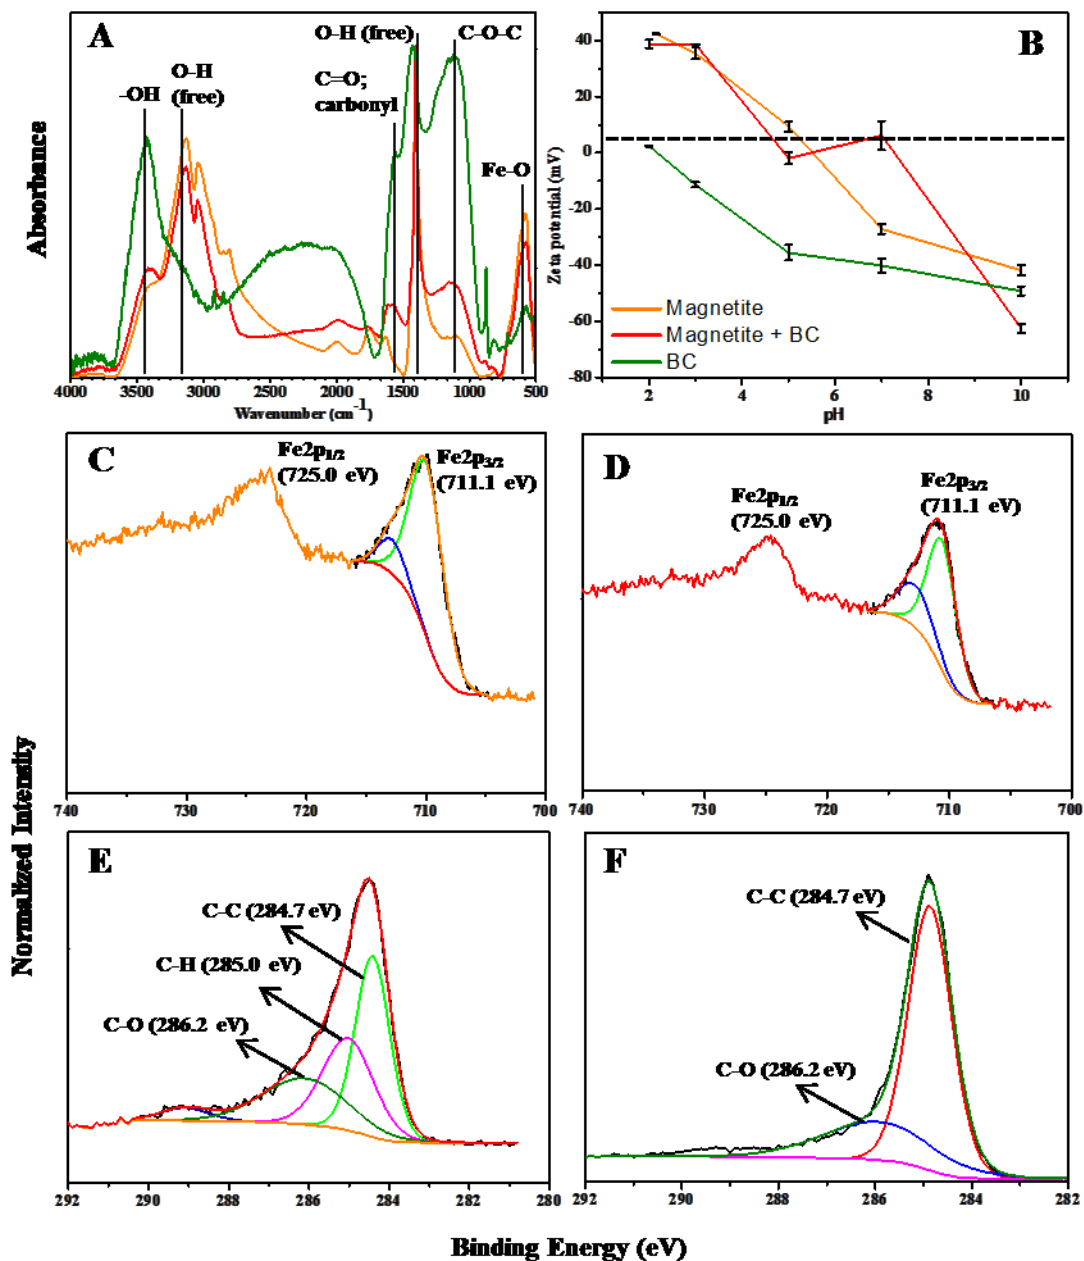 A
-OH
O-H
(free)
O-H (free)
C=O;
carbonyl
C-O-C
Fe-O
Absorbance
4000 3500 3000 2500 2000 1500 1000 500
Wavenumber (cm-1)
B
40
20
0
-20
-40
-60
-80
Zeta potential (mV)
Magnetite
Magnetite + BC
BC
2 4 6 8 10
pH
C
Fe2p1/2
(725.0 eV)
Fe2p3/2
(711.1 eV)
740 730 720 710 700
D
Fe2p1/2
(725.0 eV)
Fe2p3/2
(711.1 eV)
740 730 720 710 700
Normalized Intensity
E
C-C (284.7 eV)
C-H (285.0 eV)
C-O (286.2 eV)
292 290 288 286 284 282 280
F
C-C (284.7 eV)
C-O (286.2 eV)
292 290 288 286 284 282
Binding Energy (eV)